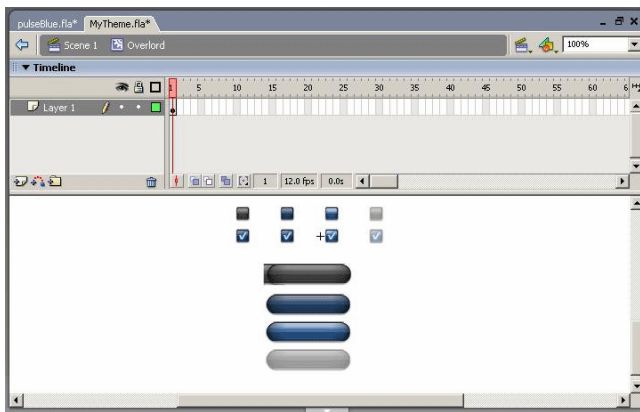 pulseBlue.fla* MyTheme.fla*
Scene 1 Overlord 100%
Timeline
1 5 10 15 20 25 30 35 40 45 50 55 60 6
Layer 1
1 12.0 fps 0.0s